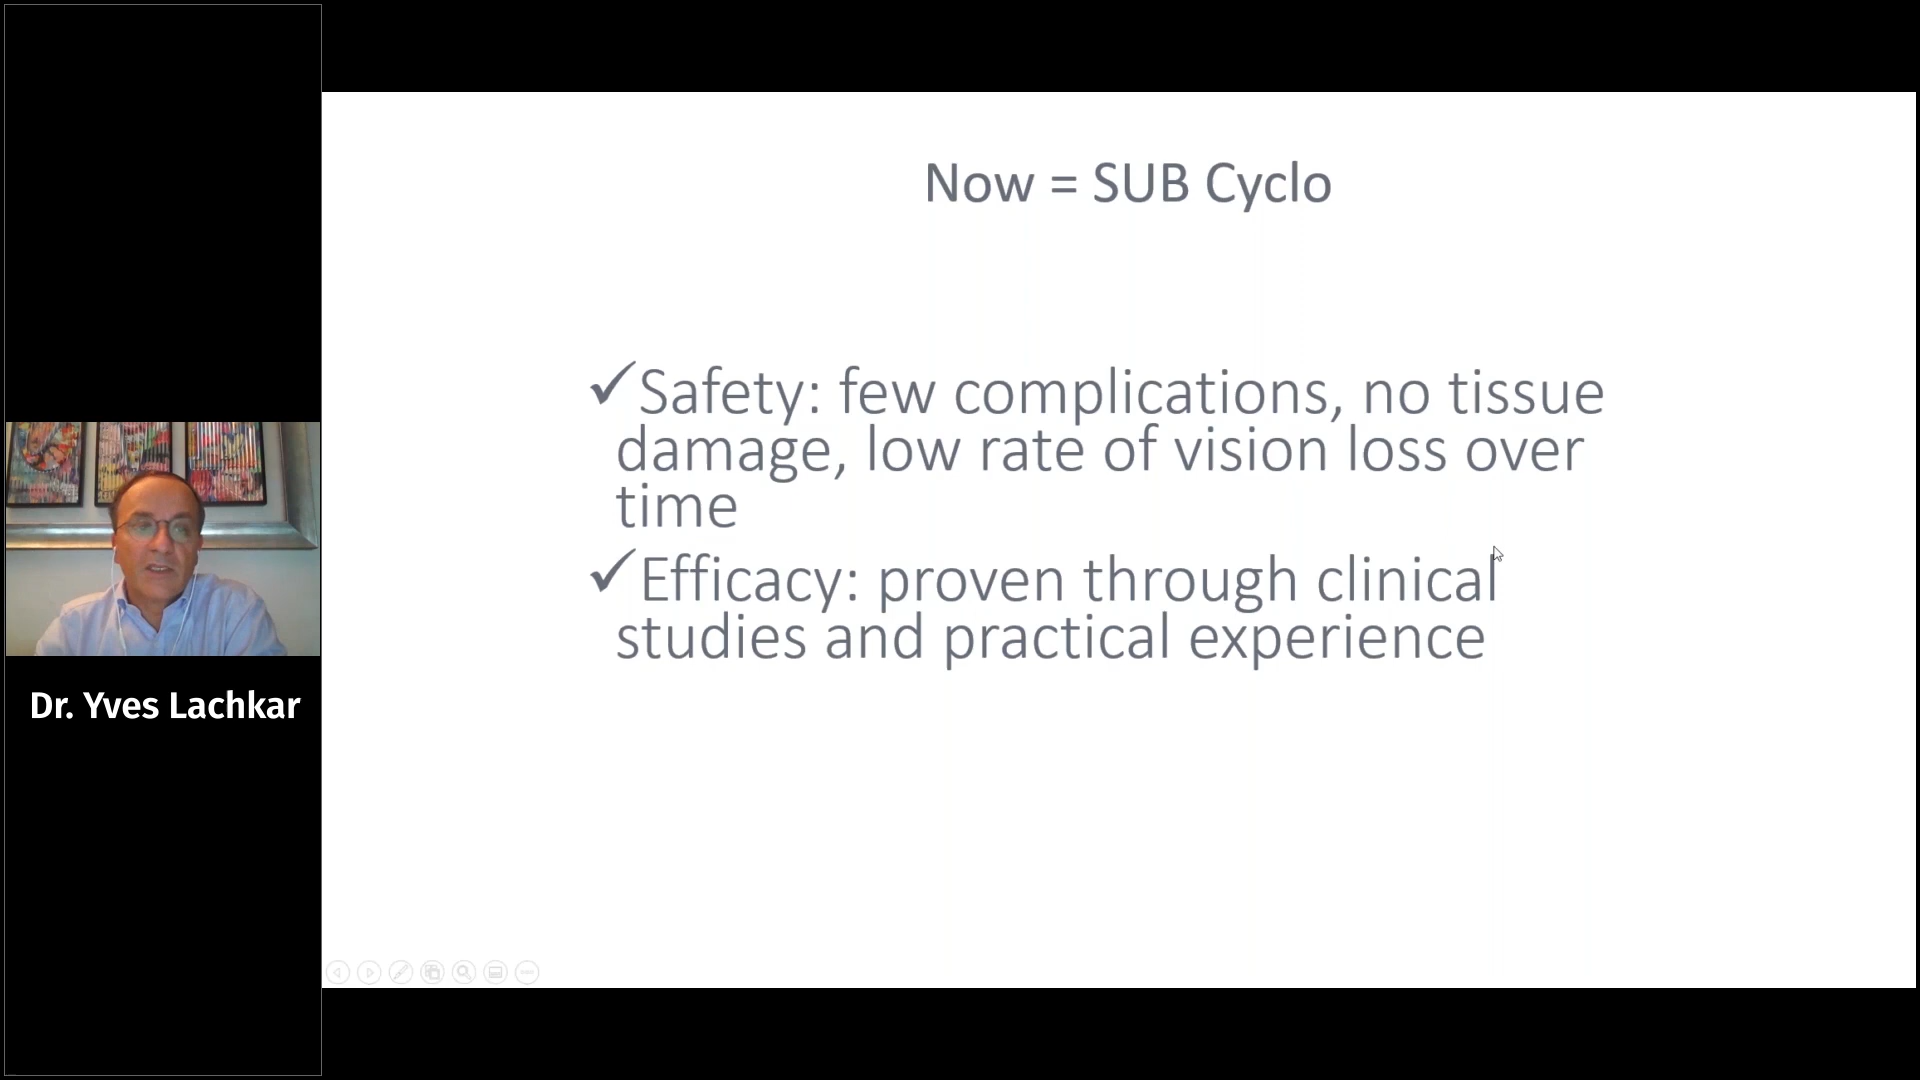 Now = SUB Cyclo
✓Safety: few complications, no tissue
damage, low rate of vision loss over
time
✓Efficacy: proven through clinical
studies and practical experience
Dr. Yves Lachkar